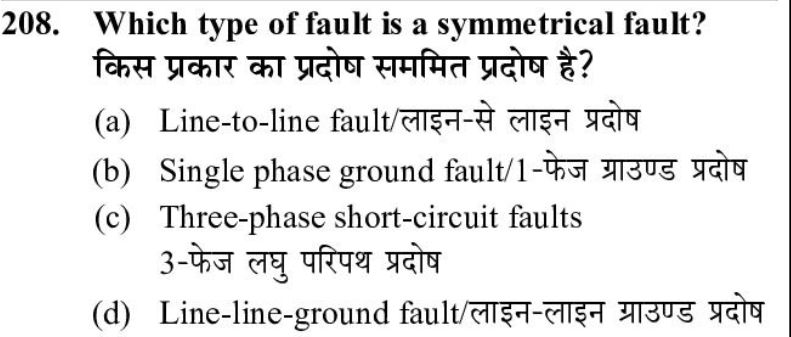 208. Which type of fault is a symmetrical fault?
किस प्रकार का प्रदोष सममित प्रदोष है?
(a) Line-to-line fault/लाइन-से लाइन प्रदोष
(b) Single phase ground fault/1-फेज ग्राउण्ड प्रदोष
(c) Three-phase short-circuit faults
3-फेज लघु परिपथ प्रदोष
(d) Line-line-ground fault/लाइन-लाइन ग्राउण्ड प्रदोष